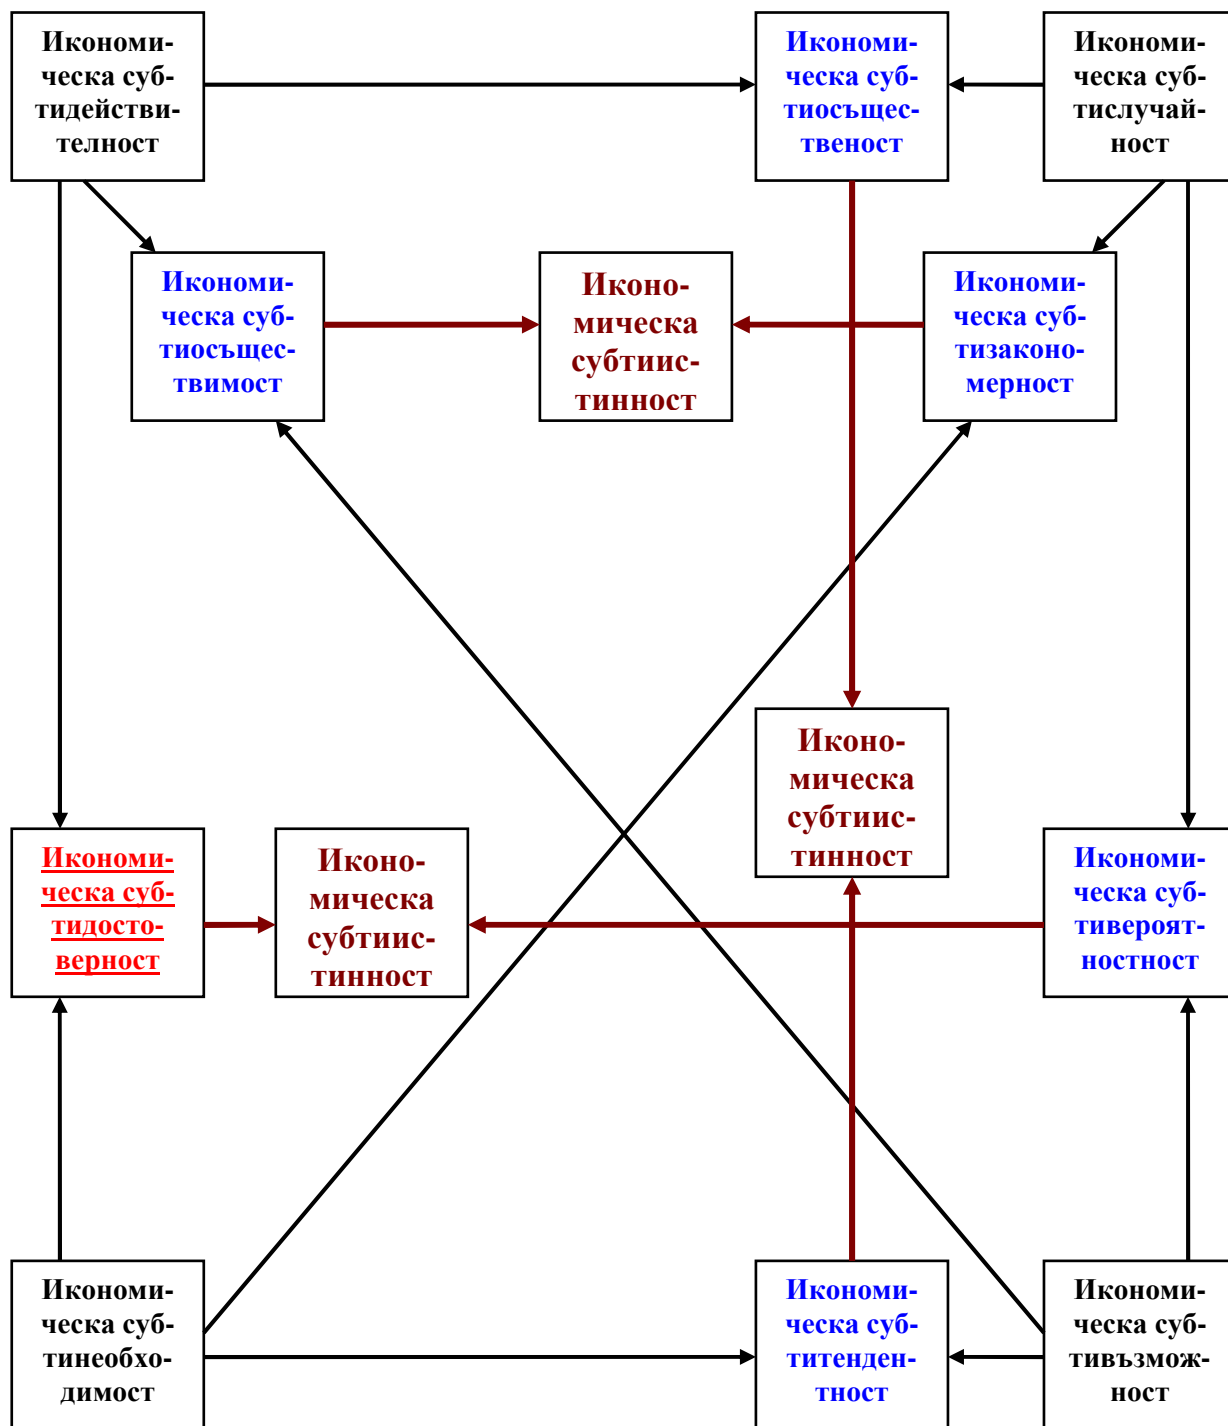 Икономи-
ческа суб-
тидействи-
телност
Икономи-
ческа суб-
тиосъщес-
твеност
Икономи-
ческа суб-
тислучай-
ност
Икономи-
ческа суб-
тиосъщес-
твимост
Иконо-
мическа
субтиис-
тинност
Икономи-
ческа суб-
тизаконо-
мерност
Иконо-
мическа
субтиис-
тинност
Икономи-
ческа суб-
тидосто-
верност
Иконо-
мическа
субтиис-
тинност
Икономи-
ческа суб-
тивероят-
ностност
Икономи-
ческа суб-
тинеобхо-
димост
Икономи-
ческа суб-
титенден-
тност
Икономи-
ческа суб-
тивъзмож-
ност